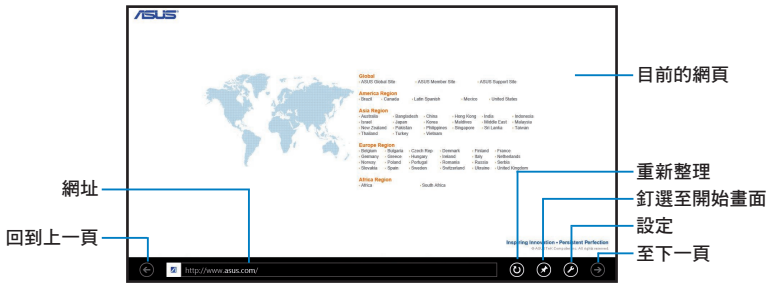 ASUS
Global
- ASUS Global Site - ASUS Member Site - ASUS Support Site
America Region
- Brazil - Canada - Latin Spanish - Mexico - United States
Asia Region
- Australia - Bangladesh - China - Hong Kong - India - Indonesia
- Israel - Japan - Korea - Maldives - Middle East - Malaysia
- New Zealand - Pakistan - Philippines - Singapore - Sri Lanka - Taiwan
- Thailand - Turkey - Vietnam
Europe Region
- Belgium - Bulgaria - Czech Rep. - Denmark - Finland - France
- Germany - Greece - Hungary - Ireland - Italy - Netherlands
- Norway - Poland - Portugal - Romania - Russia - Serbia
- Slovakia - Spain - Sweden - Switzerland - Ukraine - United Kingdom
Africa Region
- Africa - South Africa
Inspiring Innovation • Persistent Perfection
© ASUSTeK Computer Inc. All rights reserved.
http://www.asus.com/
目前的網頁
重新整理
釘選至開始畫面
設定
至下一頁
網址
回到上一頁